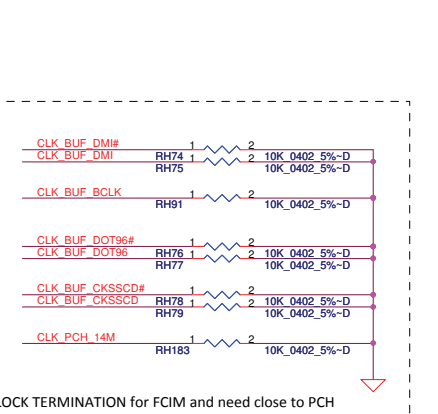 CLK_BUF_DMI# 1 2
CLK_BUF_DMI RH74 1 2 10K_0402_5%~D
RH75 10K_0402_5%~D
CLK_BUF_BCLK 1 2
RH91 10K_0402_5%~D
CLK_BUF_DOT96# 1 2
CLK_BUF_DOT96 RH76 1 2 10K_0402_5%~D
RH77 10K_0402_5%~D
CLK_BUF_CKSSCD# 1 2
CLK_BUF_CKSSCD RH78 1 2 10K_0402_5%~D
RH79 10K_0402_5%~D
CLK_PCH_14M 1 2
RH183 10K_0402_5%~D
LOCK TERMINATION for FCIM and need close to PCH